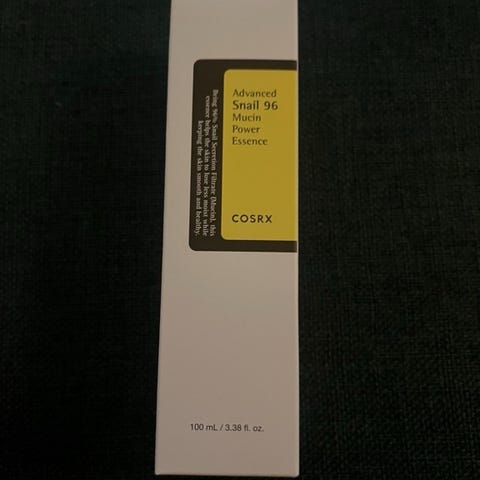 Advanced
Snail 96
Mucin
Power
Essence
COSRX
Being 96% Snail Secretion Filtrate (Mucin), this
essence helps the skin to lose less moist while
keeping the skin smooth and healthy.
100 mL / 3.38 fl. oz.